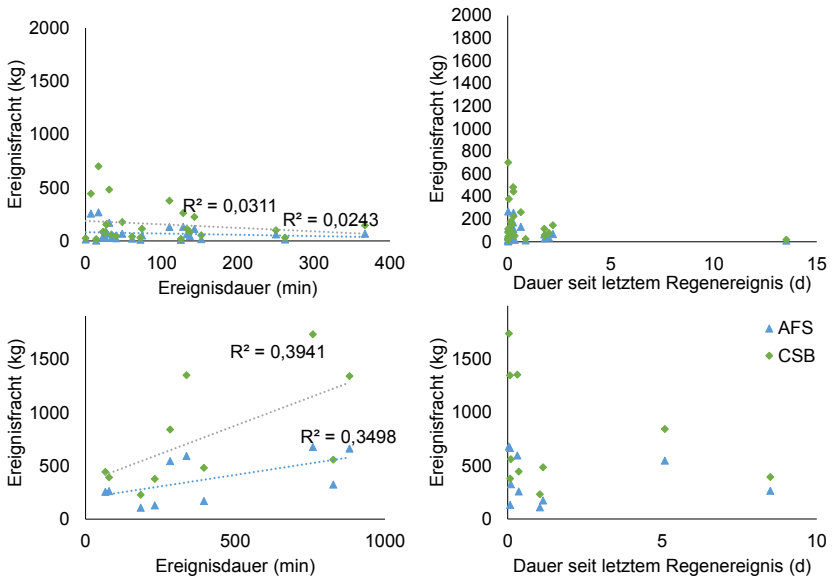 2000
1500
1000
500
0
Ereignisfracht (kg)
R² = 0,0311
R² = 0,0243
0 100 200 300 400
Ereignisdauer (min)
2000
1800
1600
1400
1200
1000
800
600
400
200
0
Ereignisfracht (kg)
0 5 10 15
Dauer seit letztem Regenereignis (d)
1500
1000
500
0
Ereignisfracht (kg)
R² = 0,3941
R² = 0,3498
0 500 1000
Ereignisdauer (min)
1500
1000
500
0
Ereignisfracht (kg)
AFS
CSB
0 5 10
Dauer seit letztem Regenereignis (d)